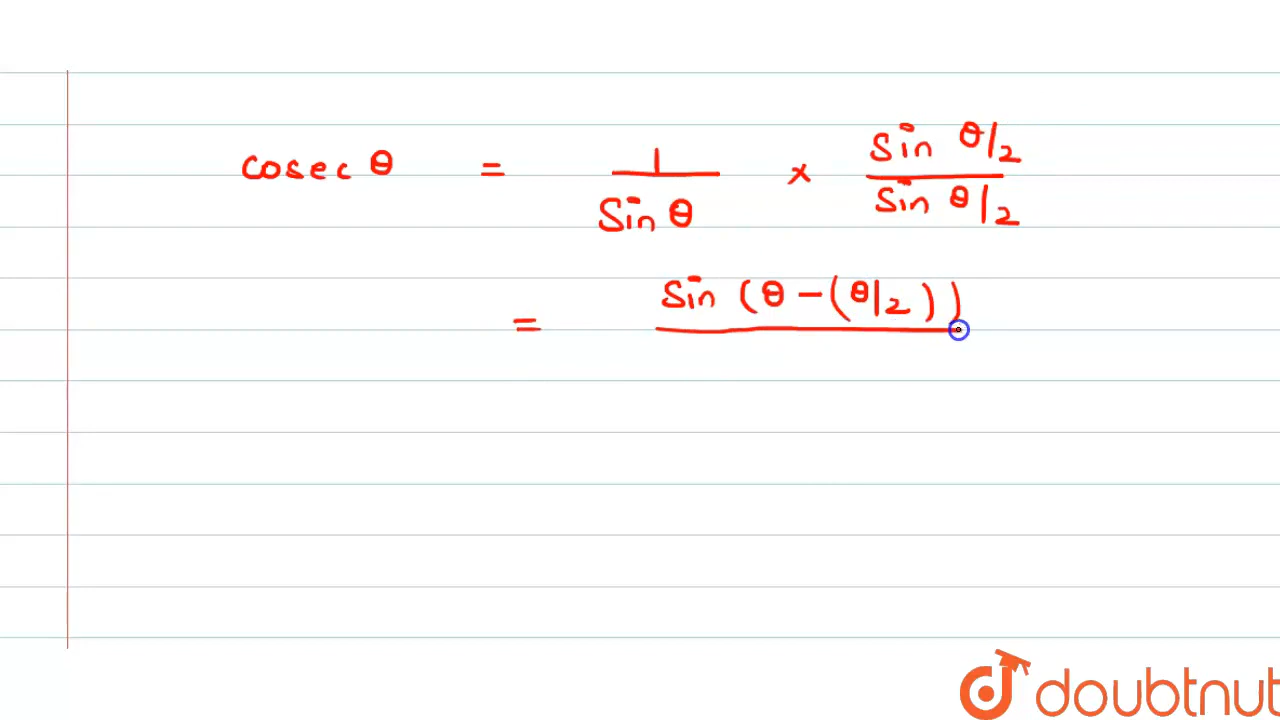 cosec θ = 1/sin θ × sin θ/2 / sin θ/2
= sin (θ - (θ/2))
doubtnut